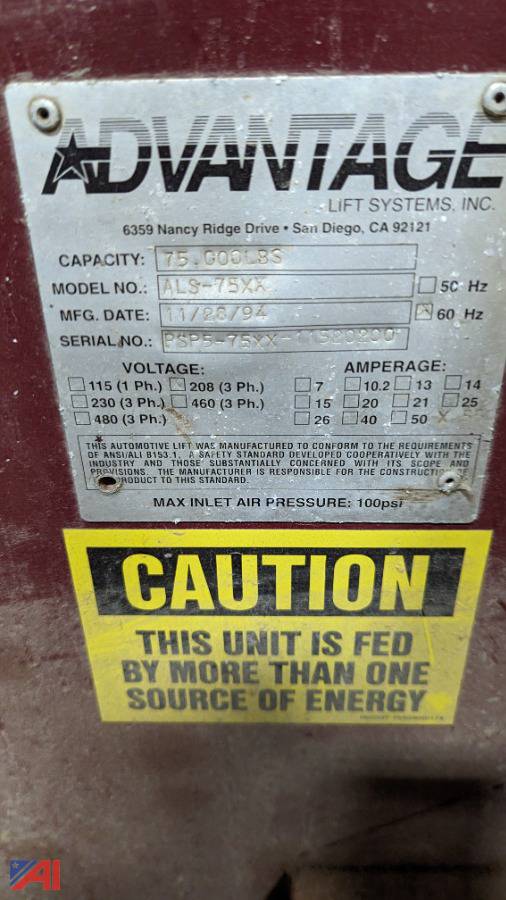 ADVANTAGE
LIFT SYSTEMS, INC.
6359 Nancy Ridge Drive • San Diego, CA 92121
CAPACITY: 75,000LBS
MODEL NO.: ALS-75XX 50 Hz
MFG. DATE: 11/28/94 60 Hz
SERIAL NO.: PSP5-75XX-
VOLTAGE: AMPERAGE:
115 (1 Ph.) 208 (3 Ph.) 7 10.2 13 14
230 (3 Ph.) 460 (3 Ph.) 15 20 21 25
480 (3 Ph.) 26 40 50 X
THIS AUTOMOTIVE LIFT WAS MANUFACTURED TO CONFORM TO THE REQUIREMENTS
OF ANSI/ALI B153.1, A SAFETY STANDARD DEVELOPED COOPERATIVELY WITH THE
INDUSTRY AND THOSE SUBSTANTIALLY CONCERNED WITH ITS SCOPE AND
PROVISIONS. THE MANUFACTURER IS RESPONSIBLE FOR THE CONSTRUCTION OF
PRODUCT TO THIS STANDARD.
MAX INLET AIR PRESSURE: 100psi
CAUTION
THIS UNIT IS FED
BY MORE THAN ONE
SOURCE OF ENERGY
AI